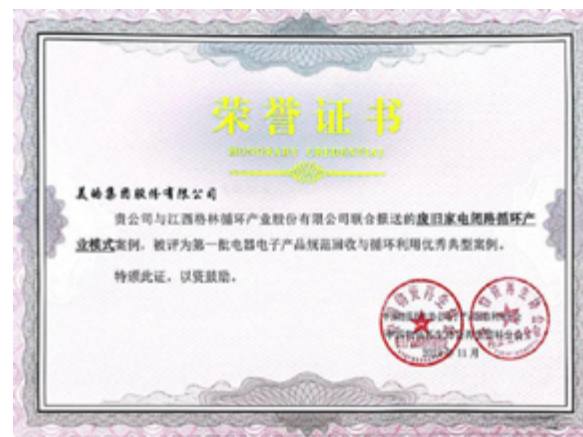 荣誉证书
HONORARY CREDENTIAL
美的集团股份有限公司
贵公司与江西格林循环产业股份有限公司联合报送的废旧家电闭路循环产
业模式案例，被评为第一批电器电子产品规范回收与循环利用优秀典型案例。
特颁此证，以资鼓励。
11 月